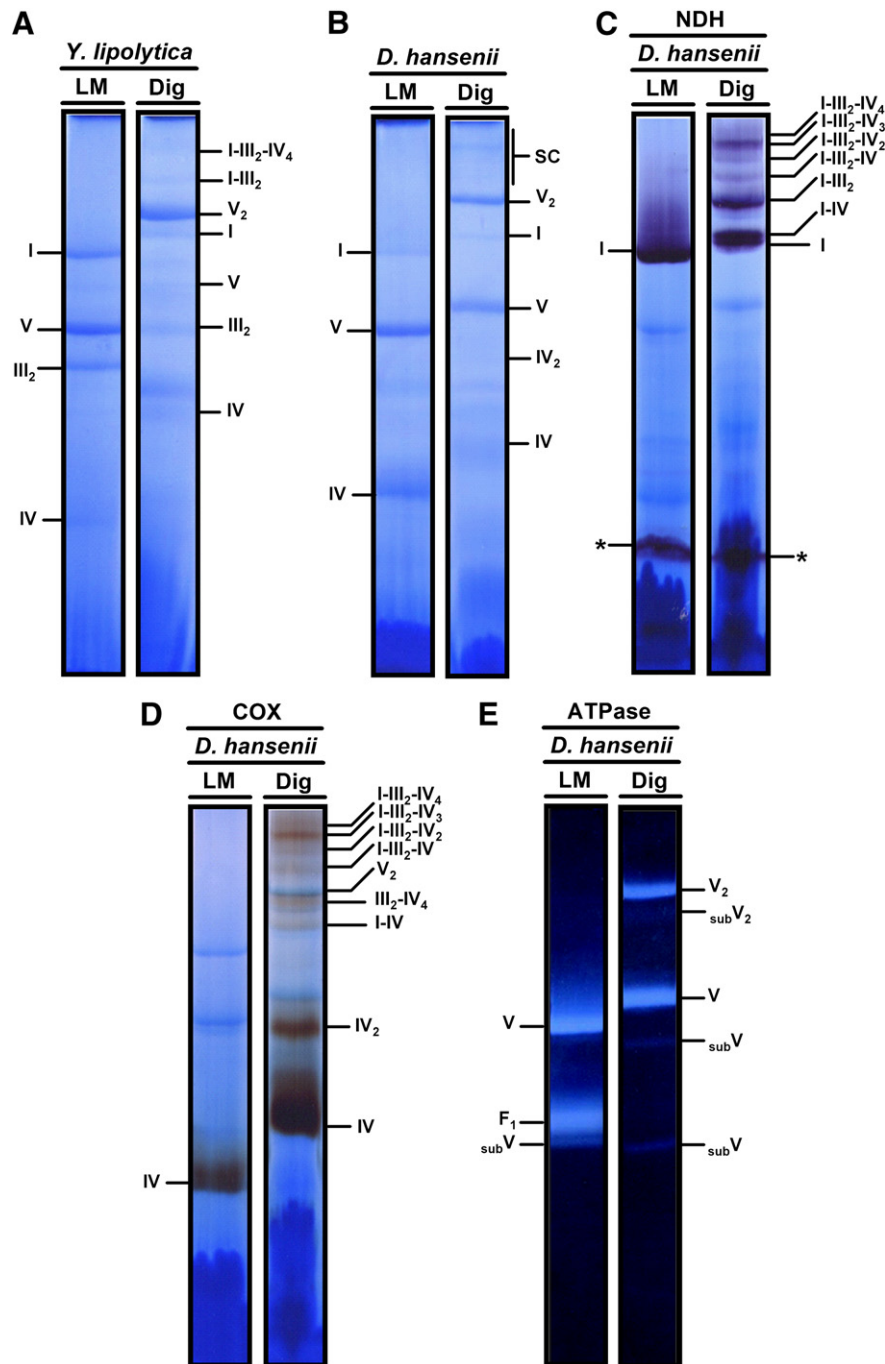 A
Y. lipolytica
LM Dig
I-III₂-IV₄
I-III₂
V₂
I
V
III₂
IV
I
V
III₂
IV
B
D. hansenii
LM Dig
SC
V₂
I
V
IV₂
IV
I
V
IV
C
NDH
D. hansenii
LM Dig
I-III₂-IV₄
I-III₂-IV₃
I-III₂-IV₂
I-III₂-IV
I-III₂
I-IV
I
*
I
*
D
COX
D. hansenii
LM Dig
I-III₂-IV₄
I-III₂-IV₃
I-III₂-IV₂
I-III₂-IV
V₂
III₂-IV₄
I-IV
IV₂
IV
IV
E
ATPase
D. hansenii
LM Dig
V₂
subV₂
V
subV
subV
V
F₁
subV